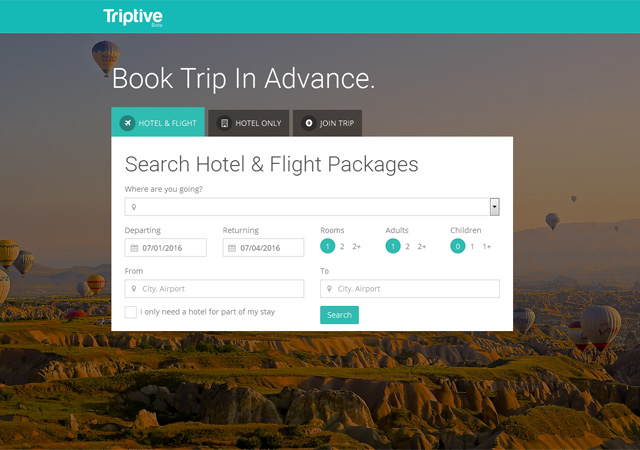 Triptive
Beta
Book Trip In Advance.
HOTEL & FLIGHT
HOTEL ONLY
JOIN TRIP
Search Hotel & Flight Packages
Where are you going?
Departing
Returning
Rooms
Adults
Children
07/01/2016
07/04/2016
1 2 2+
1 2 2+
0 1 1+
From
To
City, Airport
City, Airport
I only need a hotel for part of my stay
Search